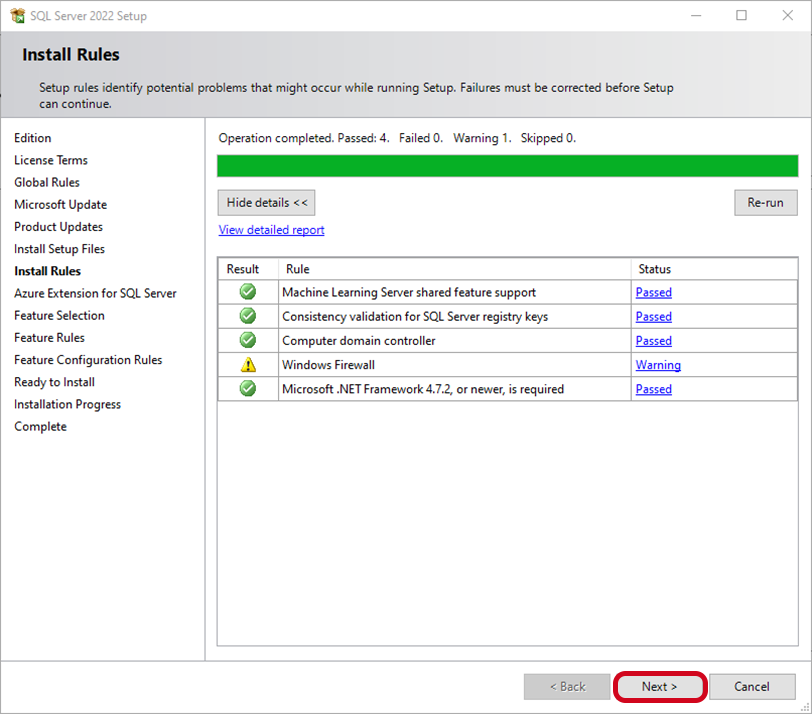 SQL Server 2022 Setup
Install Rules
Setup rules identify potential problems that might occur while running Setup. Failures must be corrected before Setup
can continue.
Edition
License Terms
Global Rules
Microsoft Update
Product Updates
Install Setup Files
Install Rules
Azure Extension for SQL Server
Feature Selection
Feature Rules
Feature Configuration Rules
Ready to Install
Installation Progress
Complete
Operation completed. Passed: 4.   Failed 0.   Warning 1.   Skipped 0.
Hide details <<
Re-run
View detailed report
Result Rule Status
Machine Learning Server shared feature support Passed
Consistency validation for SQL Server registry keys Passed
Computer domain controller Passed
Windows Firewall Warning
Microsoft .NET Framework 4.7.2, or newer, is required Passed
< Back Next > Cancel